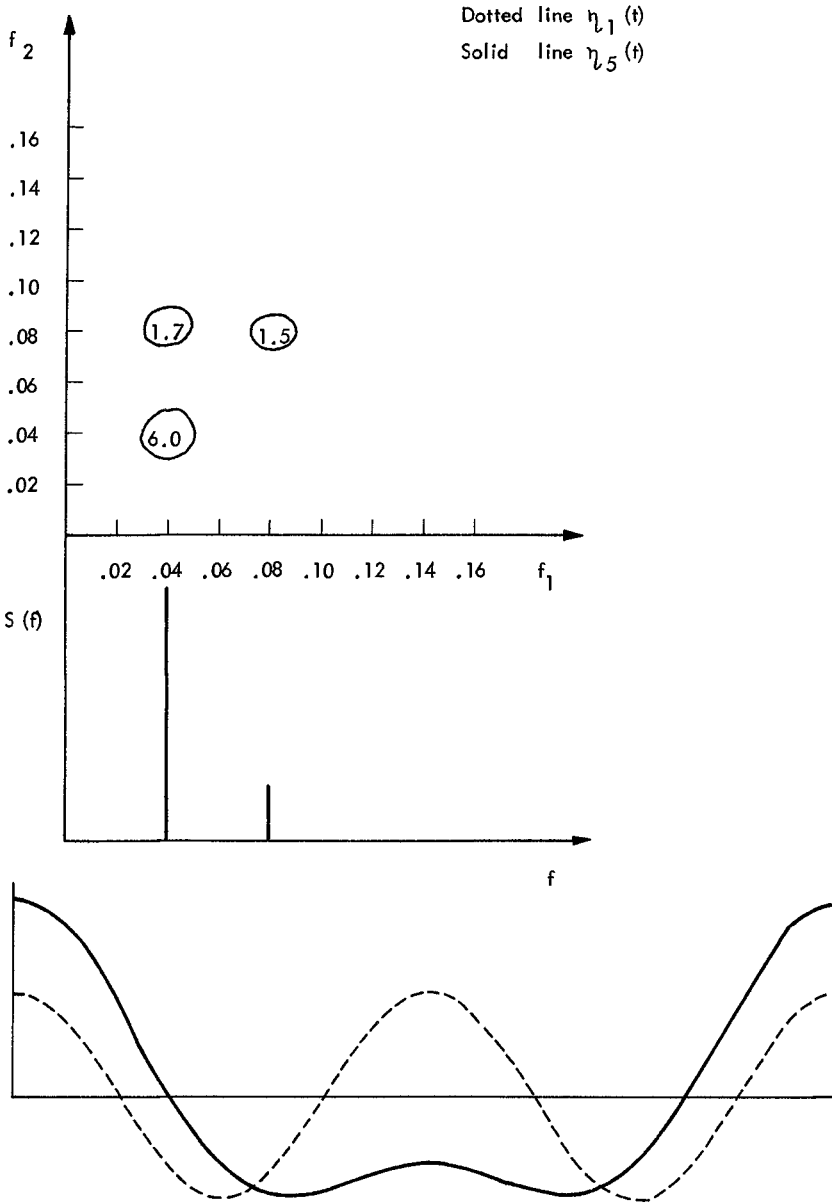 Dotted line η1 (t)
Solid line η5 (t)
f2
.16
.14
.12
.10
.08
.06
.04
.02
1.7
1.5
6.0
.02 .04 .06 .08 .10 .12 .14 .16
f1
S (f)
f